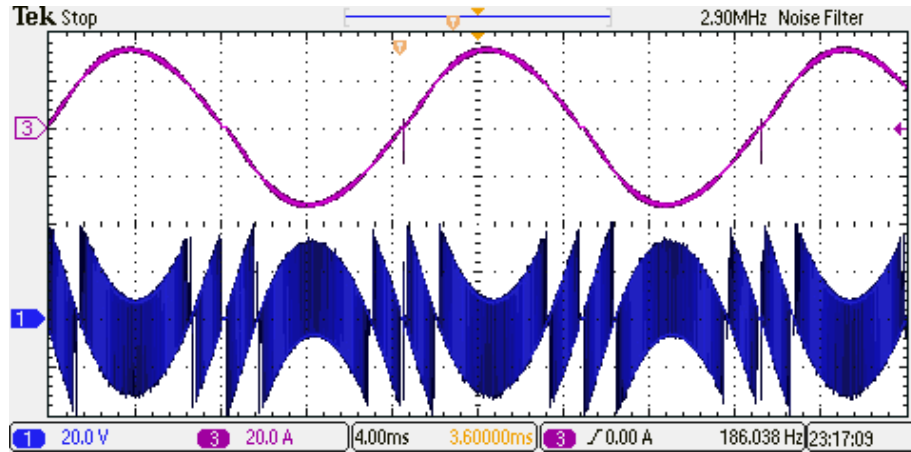 Tek Stop 2.90MHz Noise Filter
T
T
3
1
1 20.0 V 3 20.0 A 4.00ms 3.60000ms 3 ∫ 0.00 A 186.038 Hz 23:17:09